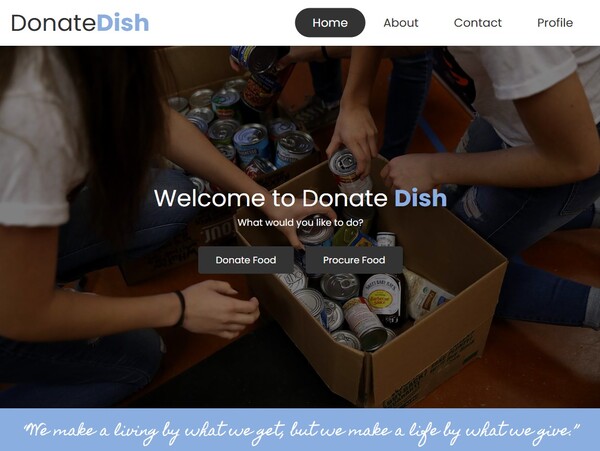 DonateDish
Home About Contact Profile
Welcome to Donate Dish
What would you like to do?
Donate Food Procure Food
"We make a living by what we get, but we make a life by what we give."